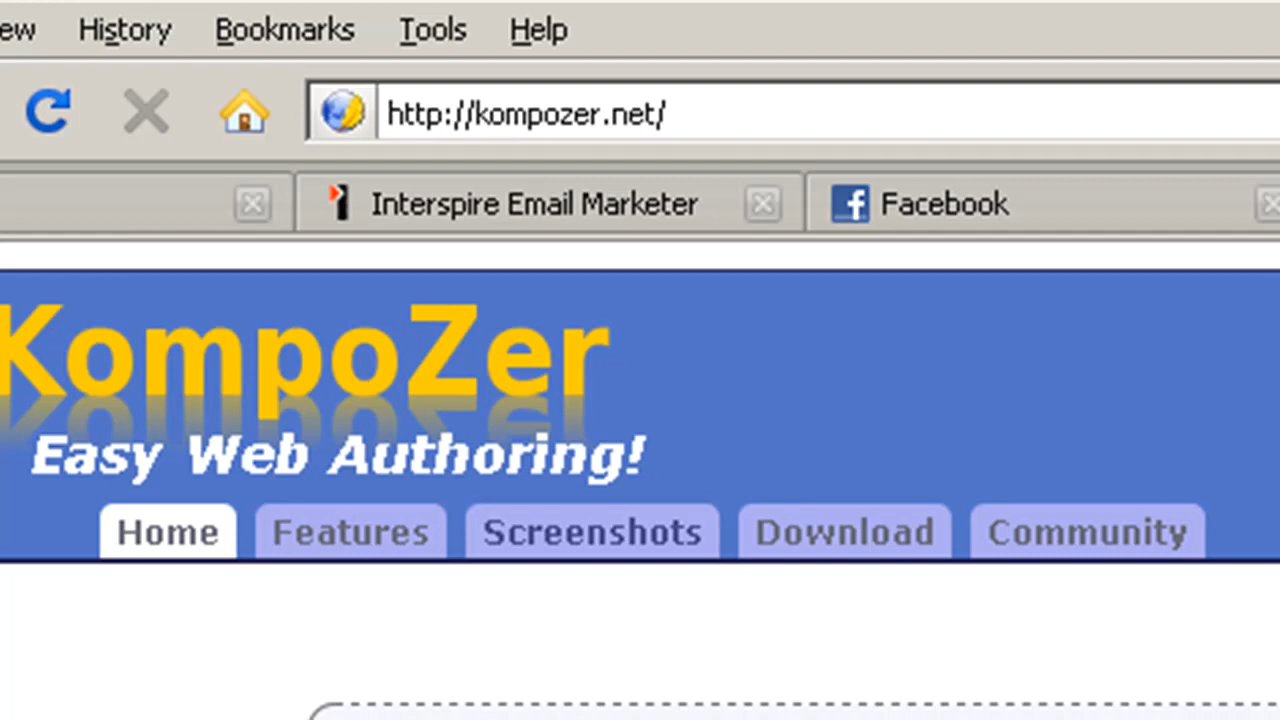 ew History Bookmarks Tools Help
http://kompozer.net/
Interspire Email Marketer Facebook
KompoZer
Easy Web Authoring!
Home Features Screenshots Download Community